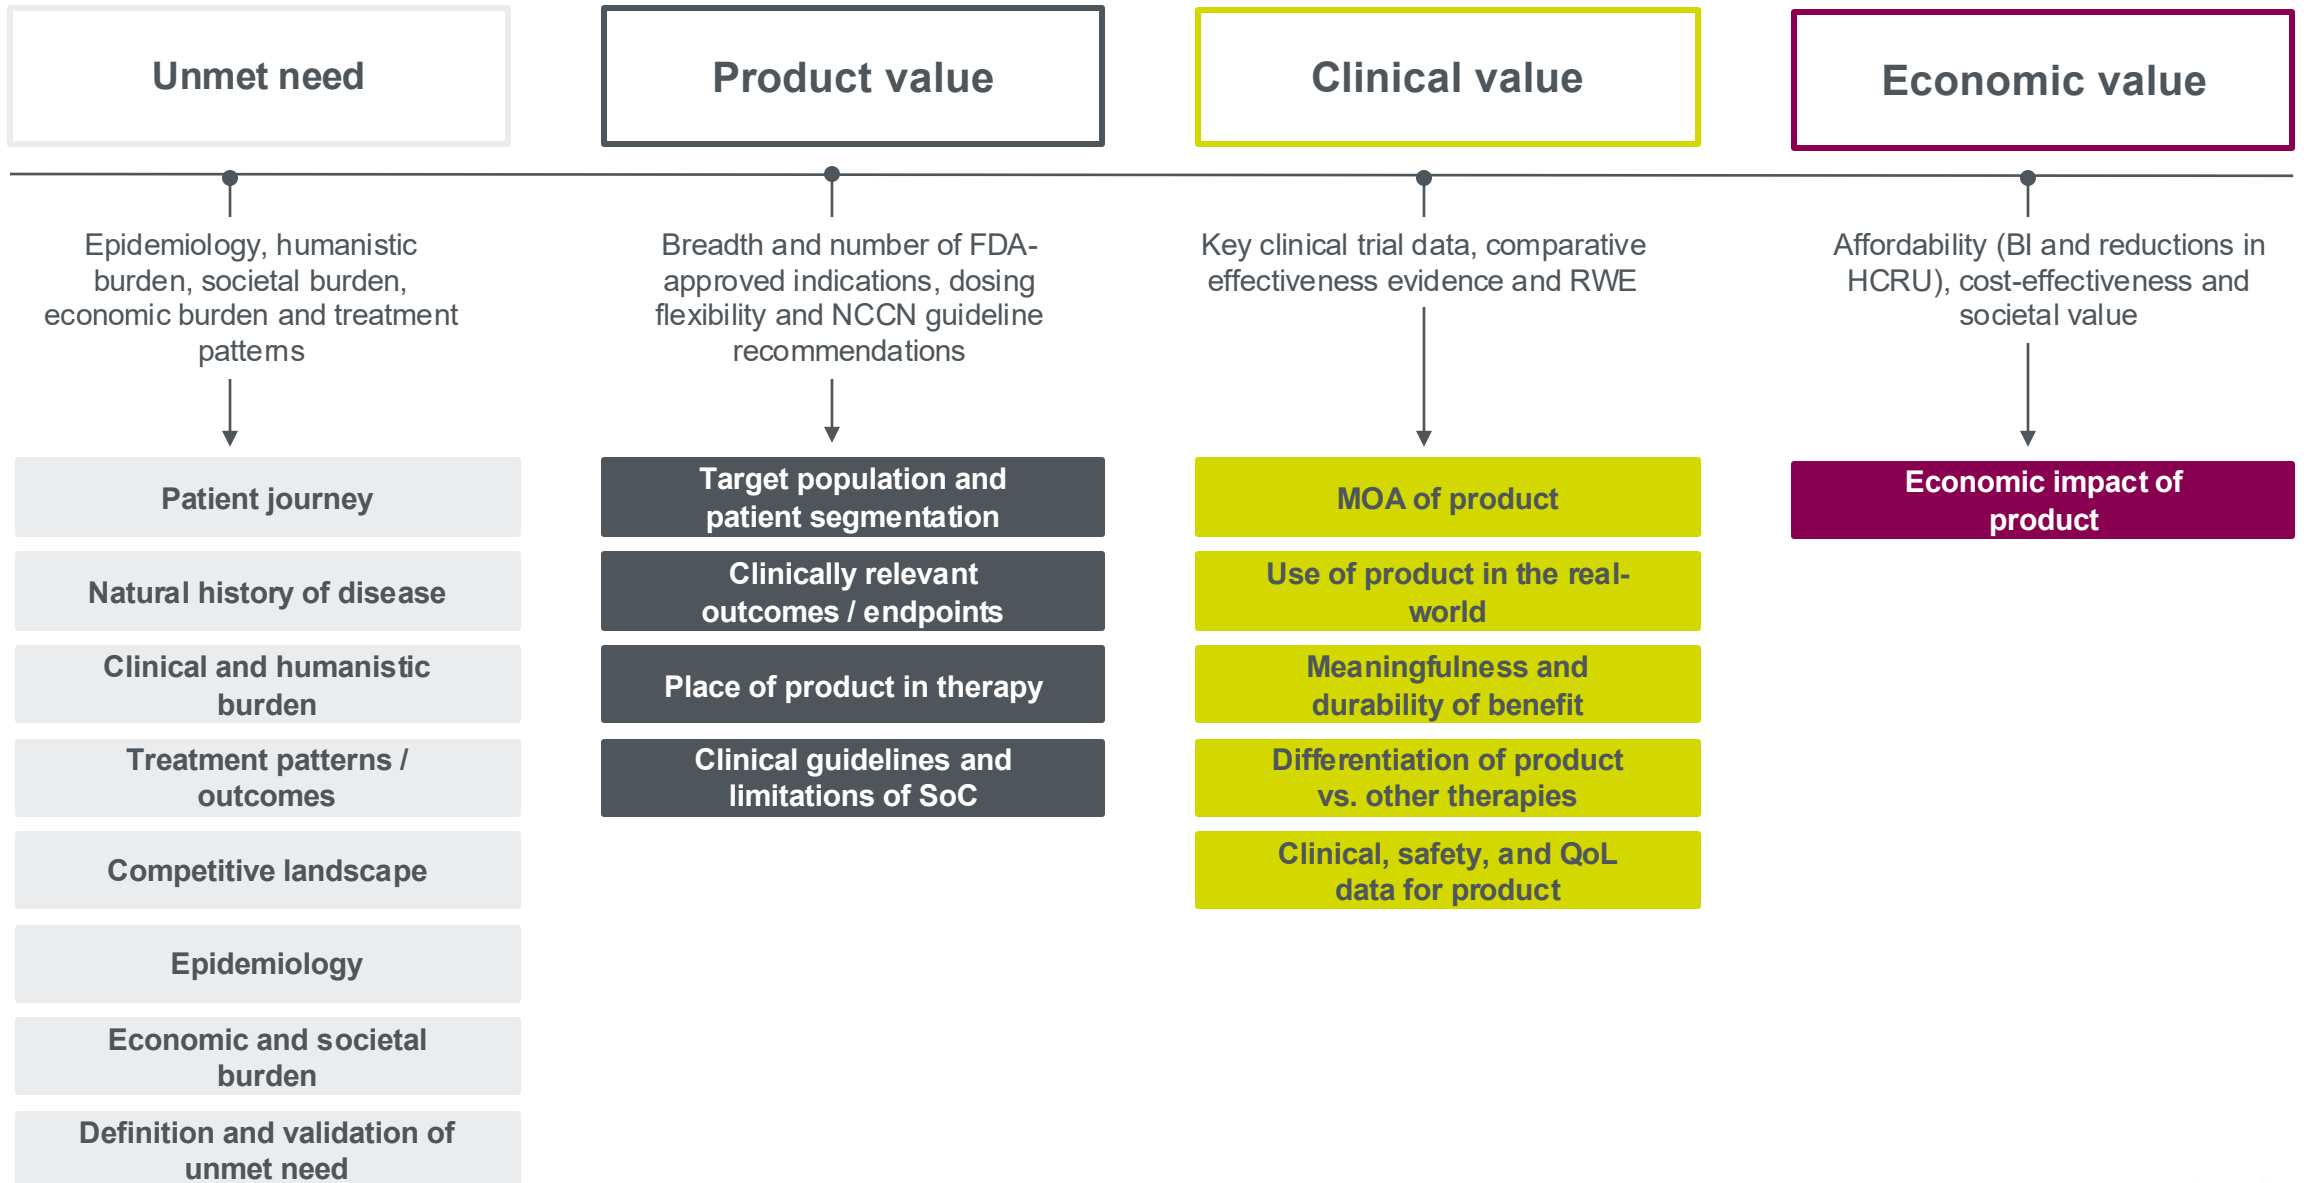 Unmet need
Product value
Clinical value
Economic value
Epidemiology, humanistic
burden, societal burden,
economic burden and treatment
patterns
Breadth and number of FDA-
approved indications, dosing
flexibility and NCCN guideline
recommendations
Key clinical trial data, comparative
effectiveness evidence and RWE
Affordability (BI and reductions in
HCRU), cost-effectiveness and
societal value
Patient journey
Natural history of disease
Clinical and humanistic
burden
Treatment patterns /
outcomes
Competitive landscape
Epidemiology
Economic and societal
burden
Definition and validation of
unmet need
Target population and
patient segmentation
Clinically relevant
outcomes / endpoints
Place of product in therapy
Clinical guidelines and
limitations of SoC
MOA of product
Use of product in the real-
world
Meaningfulness and
durability of benefit
Differentiation of product
vs. other therapies
Clinical, safety, and QoL
data for product
Economic impact of
product